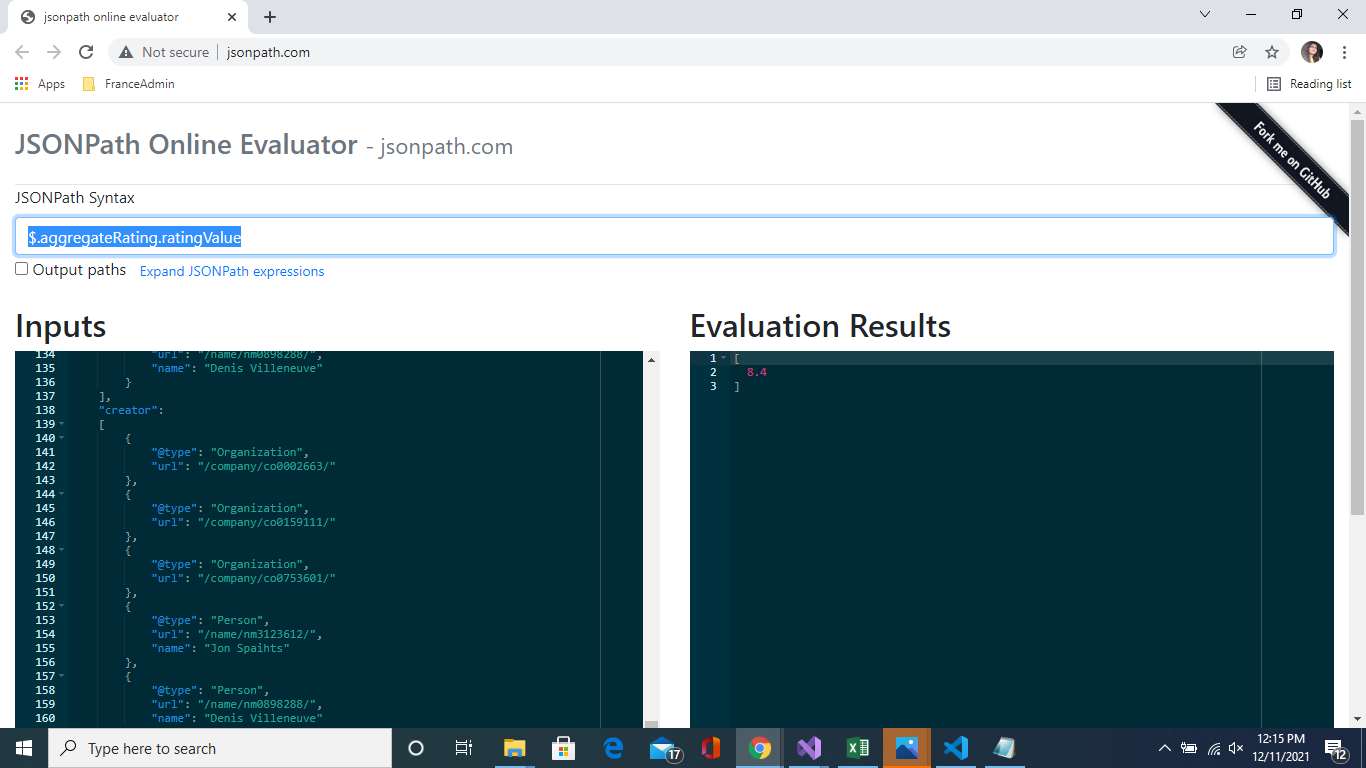 jsonpath online evaluator
Not secure
jsonpath.com
Apps
FranceAdmin
Reading list
JSONPath Online Evaluator - jsonpath.com
Fork me on GitHub
JSONPath Syntax
$.aggregateRating.ratingValue
Output paths
Expand JSONPath expressions
Inputs
134 "url": "/name/nm0898288/",
135 "name": "Denis Villeneuve"
136 }
137 ],
138 "creator":
139 [
140 {
141 "@type": "Organization",
142 "url": "/company/co0002663/"
143 },
144 {
145 "@type": "Organization",
146 "url": "/company/co0159111/"
147 },
148 {
149 "@type": "Organization",
150 "url": "/company/co0753601/"
151 },
152 {
153 "@type": "Person",
154 "url": "/name/nm3123612/",
155 "name": "Jon Spaihts"
156 },
157 {
158 "@type": "Person",
159 "url": "/name/nm0898288/",
160 "name": "Denis Villeneuve"
Evaluation Results
1 [
2 8.4
3 ]
Type here to search
17
12:15 PM
12/11/2021
12